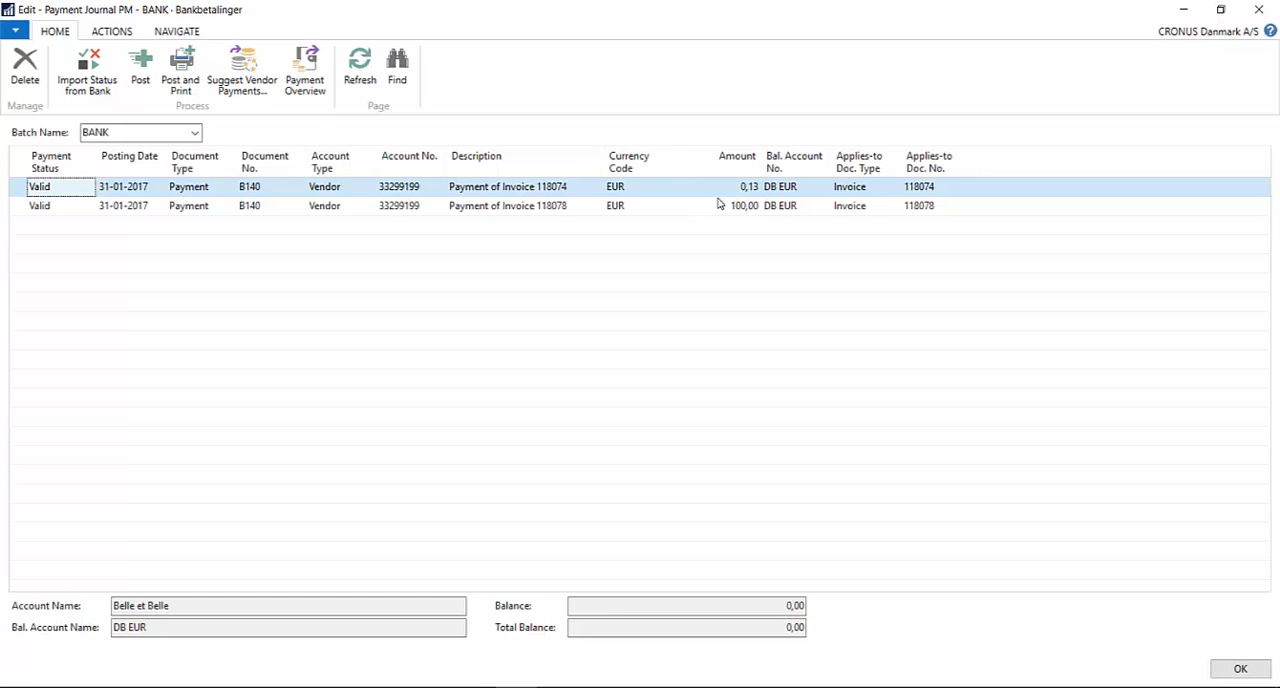 Edit - Payment Journal PM - BANK · Bankbetalinger
HOME ACTIONS NAVIGATE CRONUS Danmark A/S ?
Delete Import Status from Bank Post Post and Print Suggest Vendor Payments... Payment Overview Refresh Find
Manage Process Page
Batch Name: BANK
Payment Status Posting Date Document Type Document No. Account Type Account No. Description Currency Code Amount Bal. Account No. Applies-to Doc. Type Applies-to Doc. No.
Valid 31-01-2017 Payment B140 Vendor 33299199 Payment of Invoice 118074 EUR 0,13 DB EUR Invoice 118074
Valid 31-01-2017 Payment B140 Vendor 33299199 Payment of Invoice 118078 EUR 100,00 DB EUR Invoice 118078
Account Name: Belle et Belle Balance: 0,00
Bal. Account Name: DB EUR Total Balance: 0,00
OK